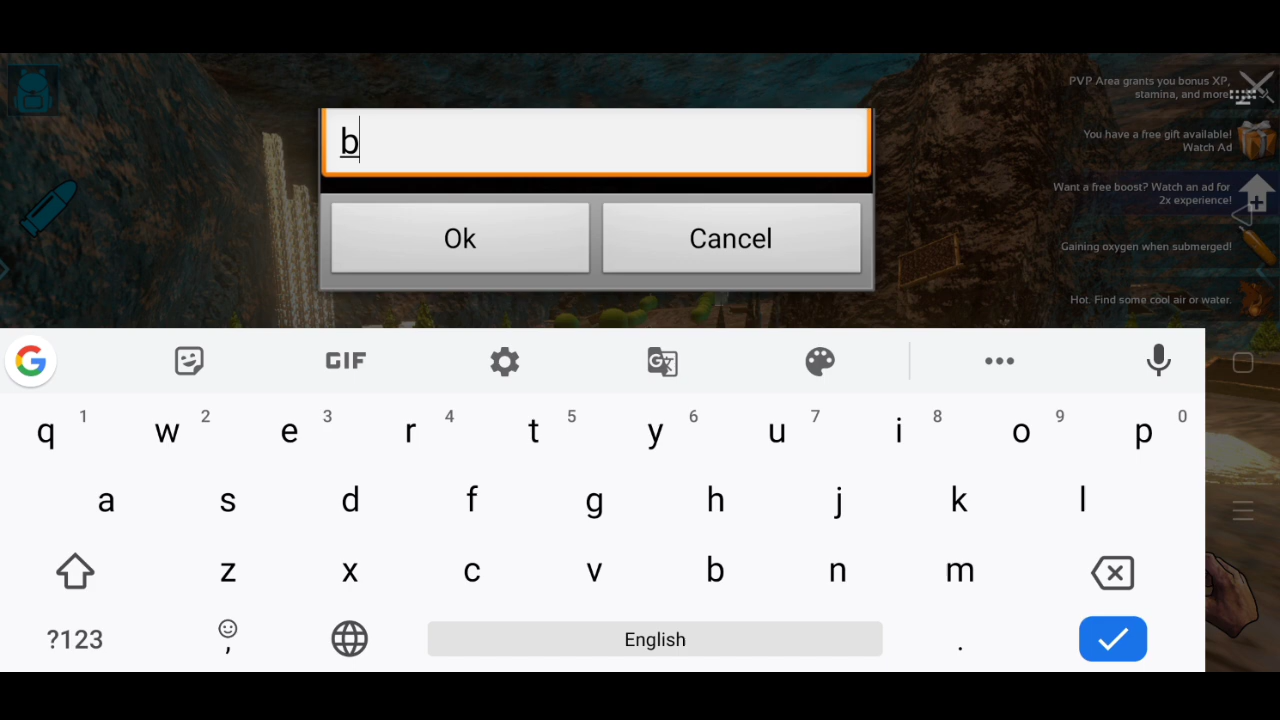 PVP Area grants you bonus XP,
stamina, and more
b
You have a free gift available!
Watch Ad
Want a free boost? Watch an ad for
2x experience!
Ok
Cancel
Gaining oxygen when submerged!
Hot. Find some cool air or water.
G GIF G
q 1 w 2 e 3 r 4 t 5 y 6 u 7 i 8 o 9 p 0
a s d f g h j k l
z x c v b n m
?123 , English .